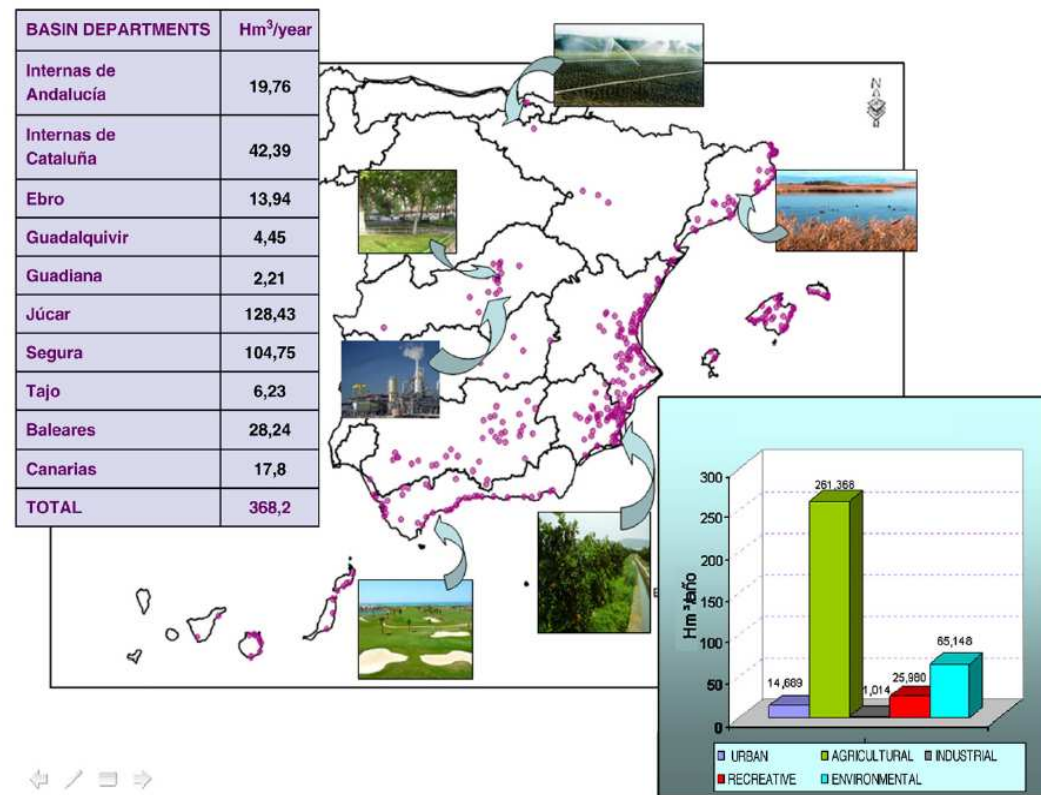 BASIN DEPARTMENTS Hm³/year
Internas de
Andalucía 19,76
Internas de
Cataluña 42,39
Ebro 13,94
Guadalquivir 4,45
Guadiana 2,21
Júcar 128,43
Segura 104,75
Tajo 6,23
Baleares 28,24
Canarias 17,8
TOTAL 368,2
N
Hm³/año
300
250
200
150
100
50
0
14,689
261,368
1,014
25,980
65,148
URBAN AGRICULTURAL INDUSTRIAL
RECREATIVE ENVIRONMENTAL